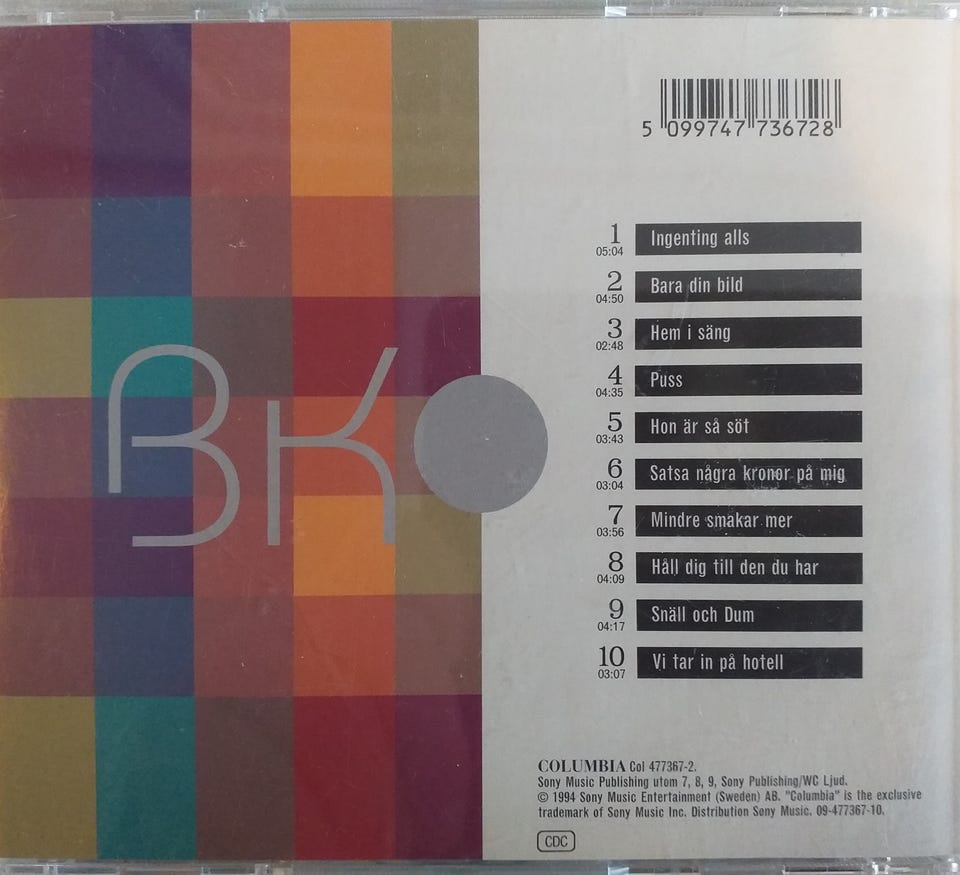 5 099747 736728
1 Ingenting alls
05:04
2 Bara din bild
04:50
3 Hem i säng
02:48
4 Puss
04:35
5 Hon är så söt
03:43
6 Satsa några kronor på mig
03:04
7 Mindre smakar mer
03:56
8 Håll dig till den du har
04:09
9 Snäll och Dum
04:17
10 Vi tar in på hotell
03:07
BK
COLUMBIA Col 477367-2.
Sony Music Publishing utom 7, 8, 9, Sony Publishing/WC Ljud.
© 1994 Sony Music Entertainment (Sweden) AB. "Columbia" is the exclusive
trademark of Sony Music Inc. Distribution Sony Music. 09-477367-10.
CDC